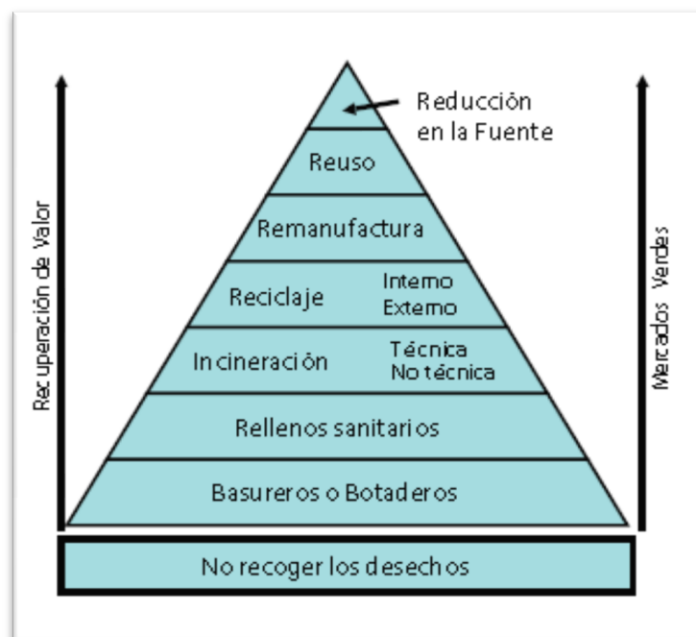 Reducción
en la Fuente
Reuso
Remanufactura
Reciclaje
Interno
Externo
Incineración
Técnica
No técnica
Rellenos sanitarios
Basureros o Botaderos
No recoger los desechos
Recuperación de Valor
Mercados Verdes